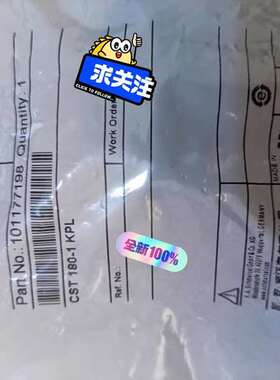 求关注
CLICK TO FOLLOW
Part No.: 101177198 Quantity: 1
CST 180-1 KPL
Work Order
Ref. No.:
全新100%
MADE IN